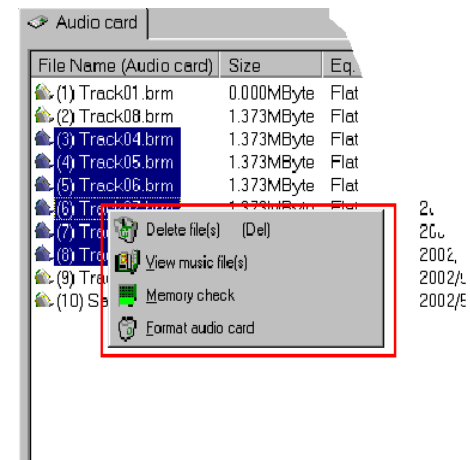 Audio card
File Name (Audio card) Size Eq.
(1) Track01.brm 0.000MByte Flat
(2) Track08.brm 1.373MByte Flat
(3) Track04.brm 1.373MByte Flat
(4) Track05.brm 1.373MByte Flat
(5) Track06.brm 1.373MByte Flat
(6)
(7)
(8) 2002,
(9) 2002/
(10) 2002/
Delete file(s) (Del)
View music file(s)
Memory check
Format audio card